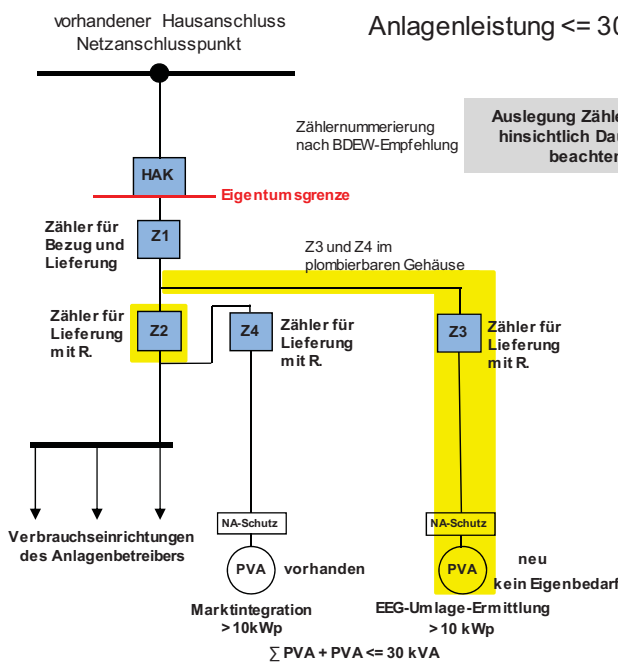 vorhandener Hausanschluss
Netzanschlusspunkt
Anlagenleistung <= 30
Zählernummerierung
nach BDEW-Empfehlung
Auslegung Zähle
hinsichtlich Dau
beachten
HAK
Eigentumsgrenze
Zähler für
Bezug und
Lieferung
Z1
Z3 und Z4 im
plombierbaren Gehäuse
Zähler für
Lieferung
mit R.
Z2
Z4
Zähler für
Lieferung
mit R.
Z3
Zähler für
Lieferung
mit R.
Verbrauchseinrichtungen
des Anlagenbetreibers
NA-Schutz
PVA
vorhanden
Marktintegration
>10kWp
NA-Schutz
PVA
neu
kein Eigenbedarf
EEG-Umlage-Ermittlung
>10 kWp
∑ PVA + PVA <= 30 kVA